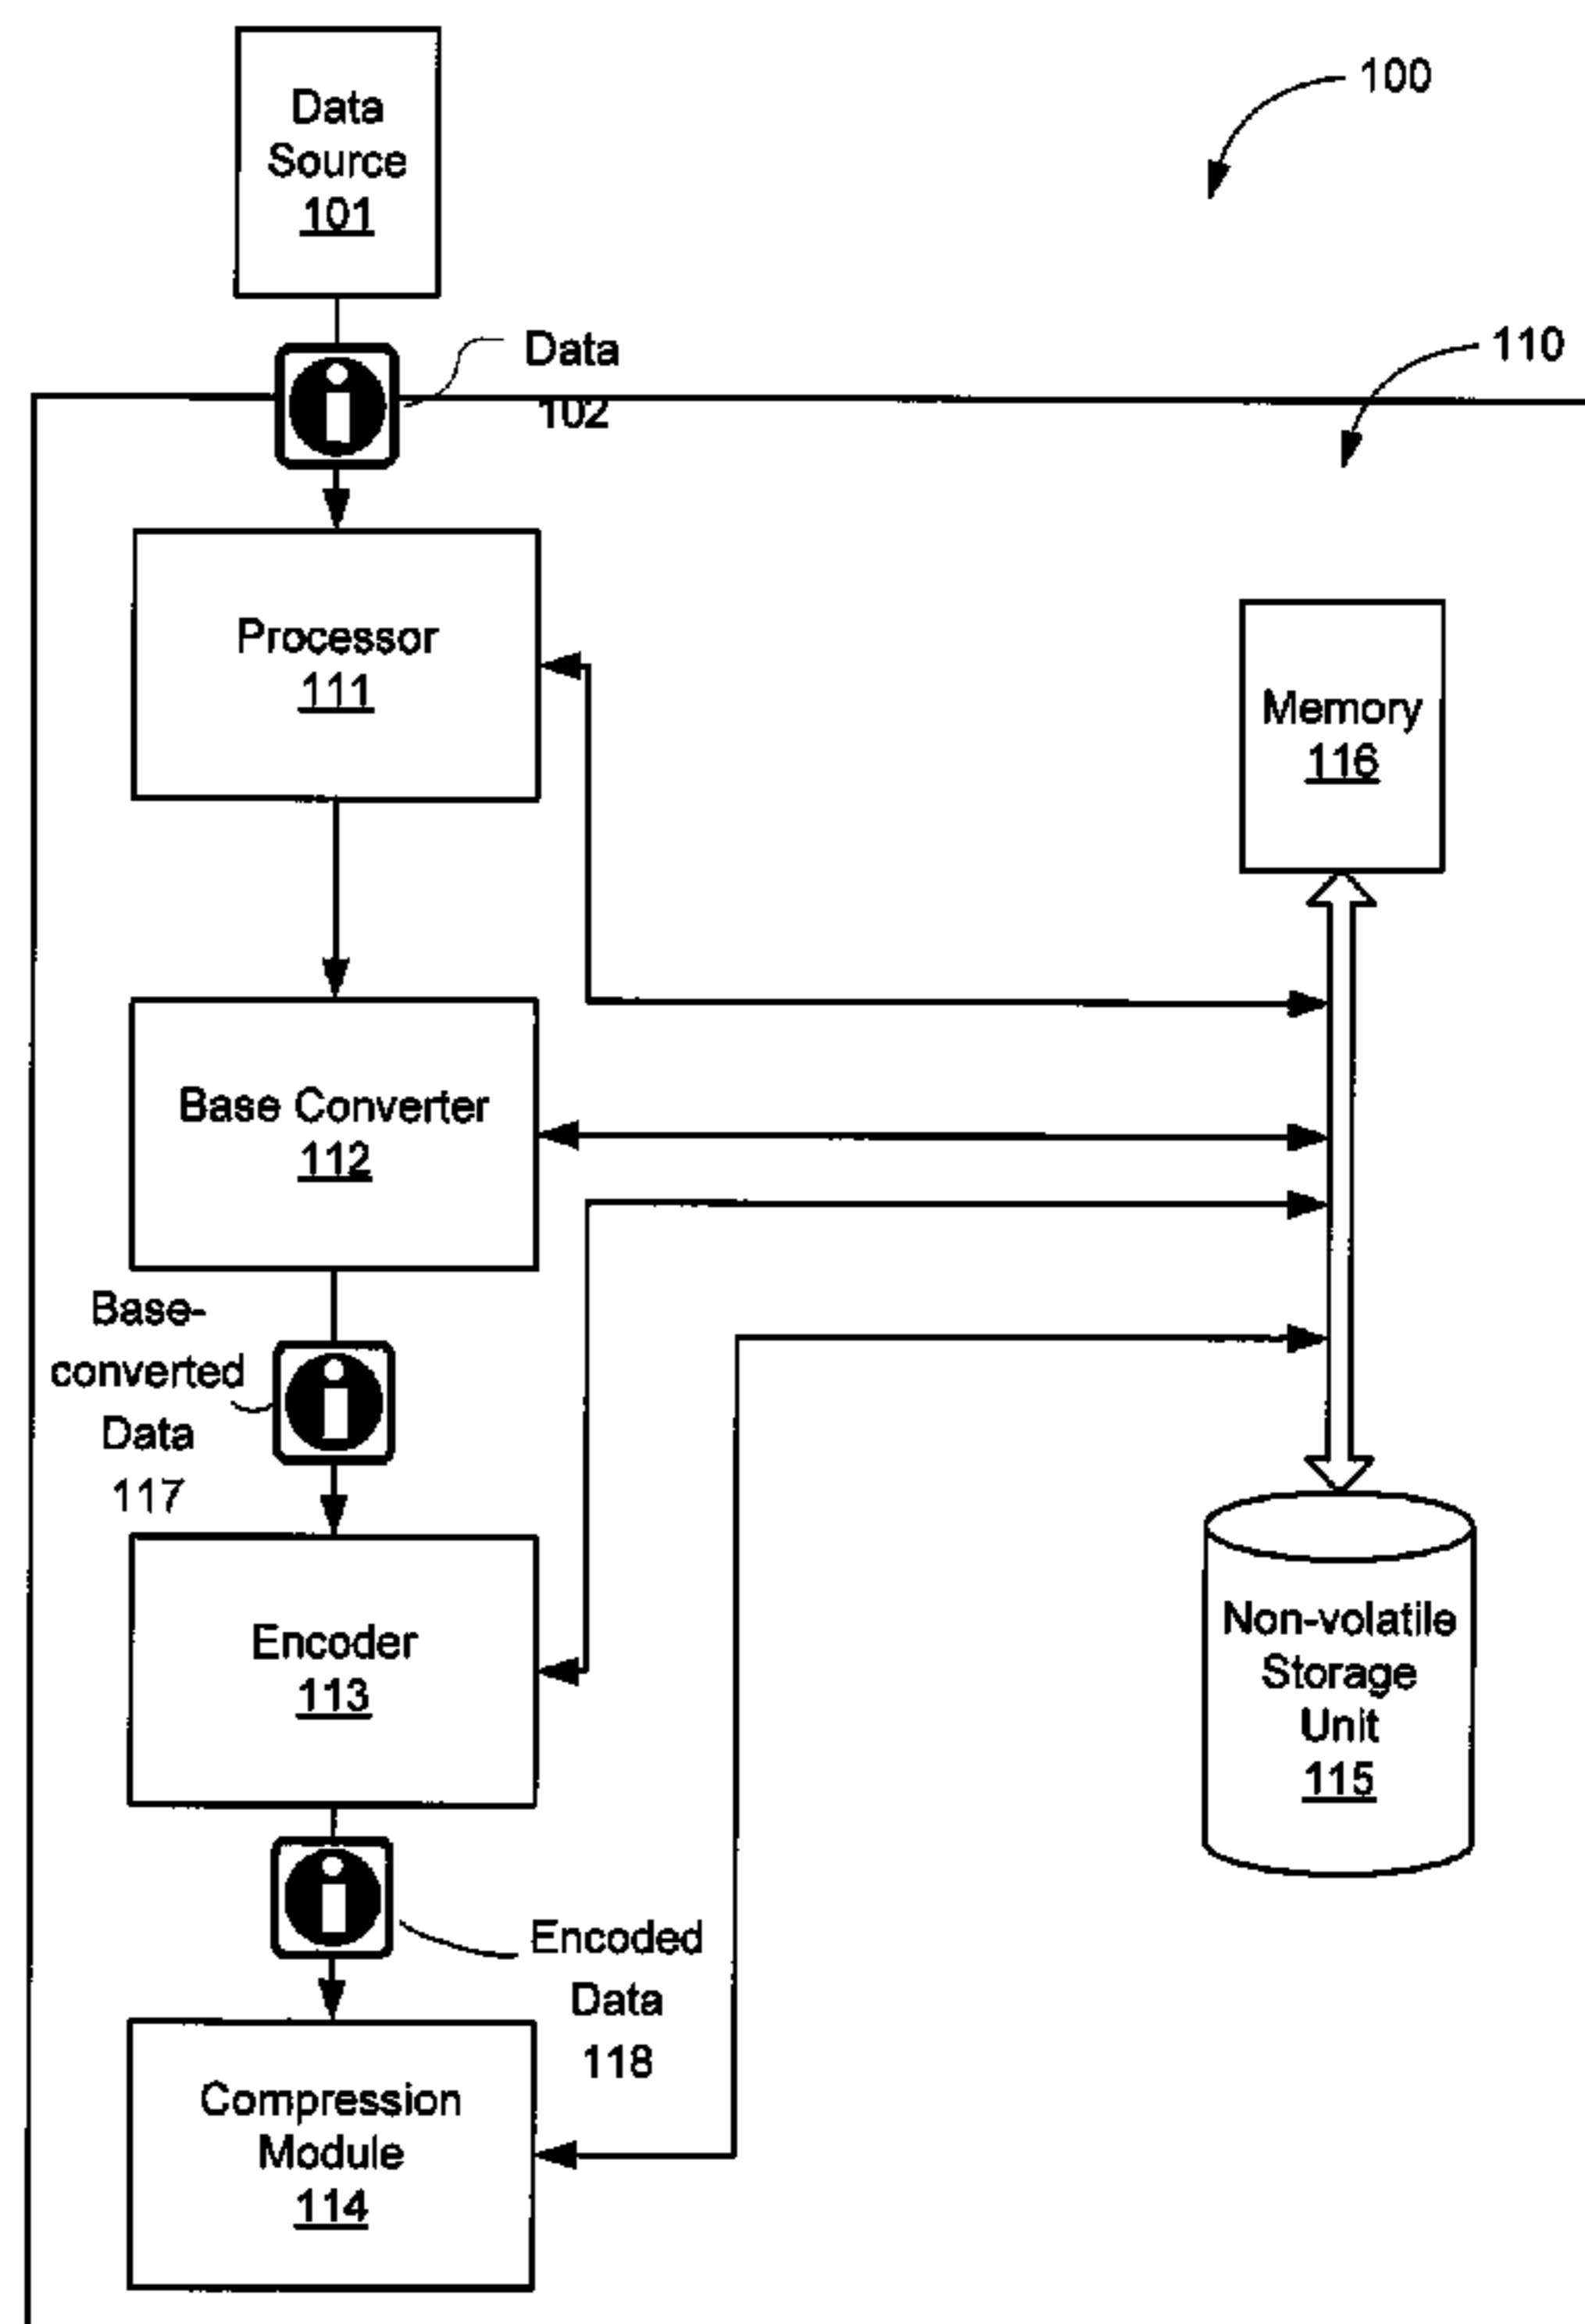 Data
Source
101
100
Data
102
110
Processor
111
Memory
116
Base Converter
112
Base-
converted
Data
117
Encoder
113
Non-volatile
Storage
Unit
115
Encoded
Data
118
Compression
Module
114